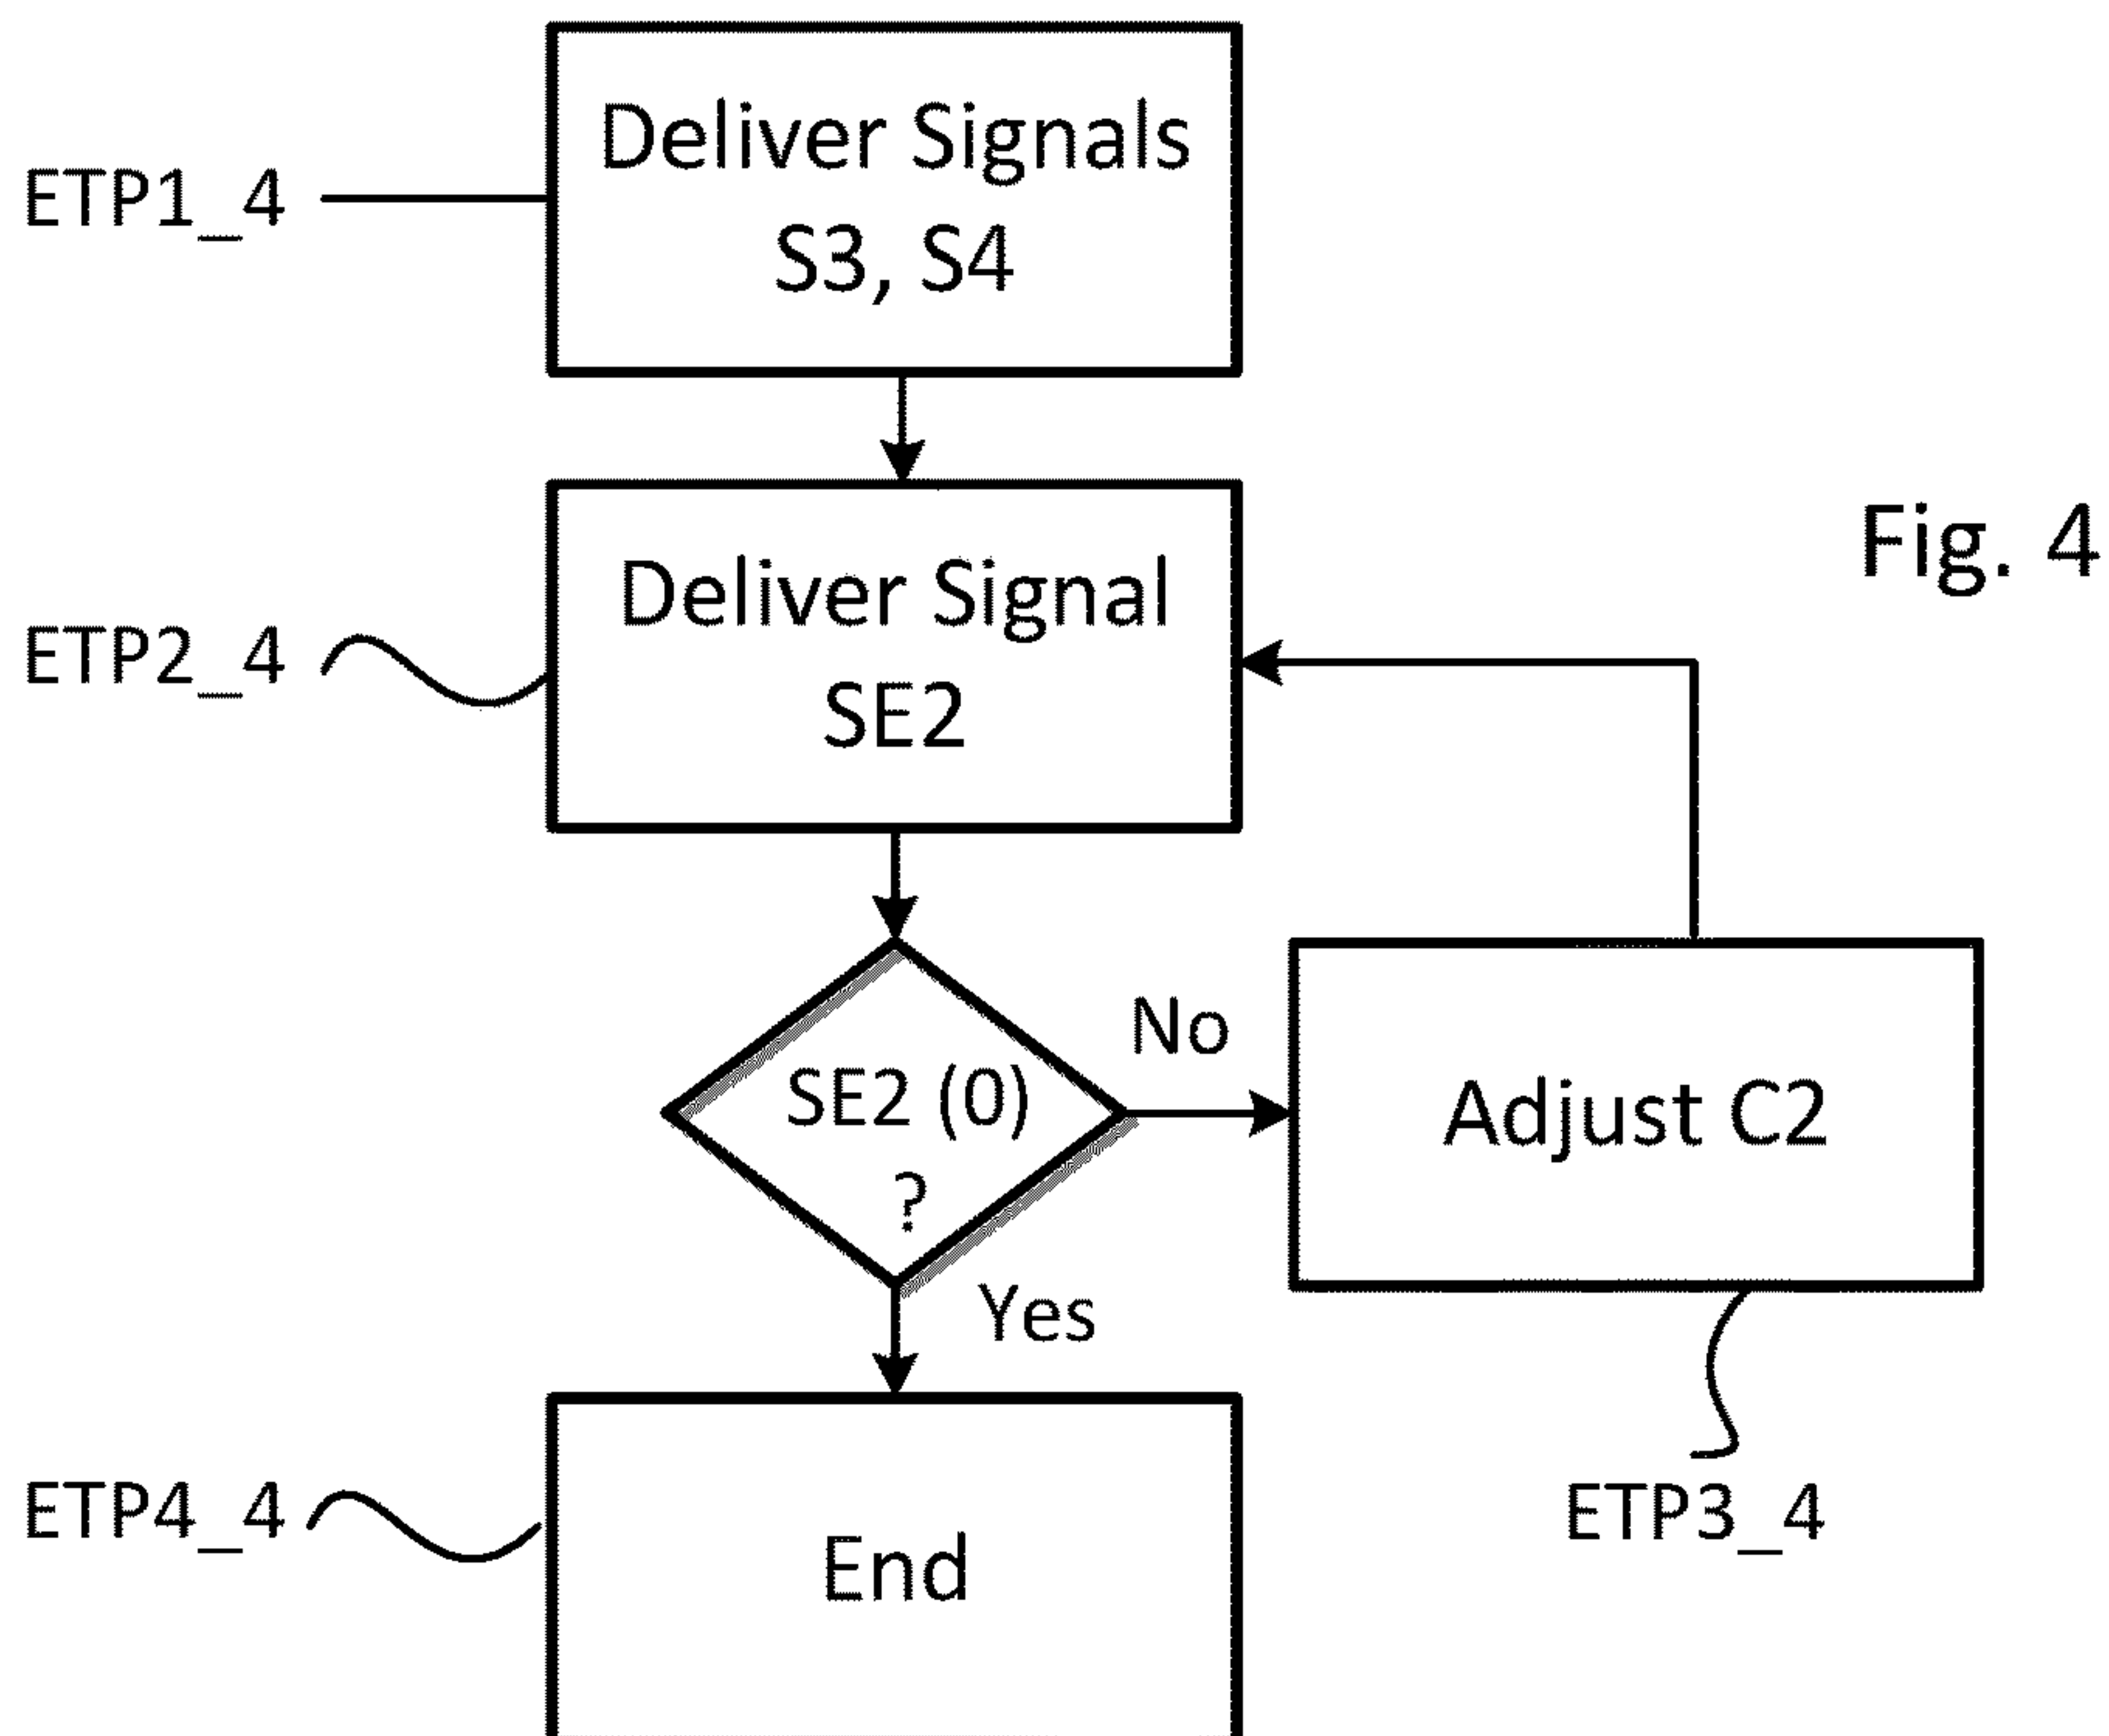 Deliver Signals
S3, S4
ETP1_4
Deliver Signal
SE2
ETP2_4
Fig. 4
SE2 (0)
?
No
Yes
Adjust C2
ETP3_4
End
ETP4_4